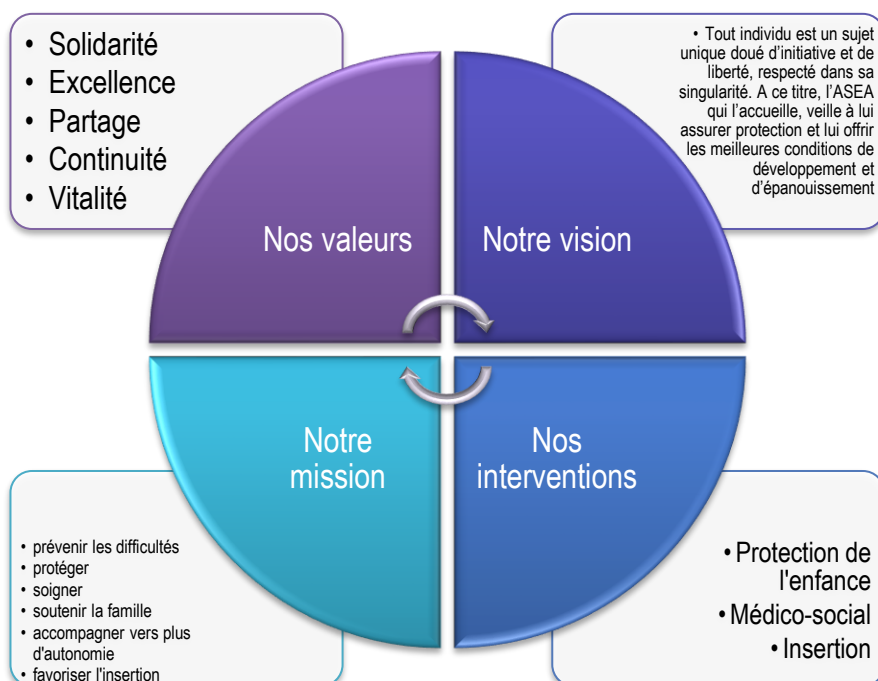 • Solidarité
• Excellence
• Partage
• Continuité
• Vitalité
• Tout individu est un sujet
unique doué d'initiative et de
liberté, respecté dans sa
singularité. A ce titre, l'ASEA
qui l'accueille, veille à lui
assurer protection et lui offrir
les meilleures conditions de
développement et
d'épanouissement
Nos valeurs
Notre vision
Notre
mission
Nos
interventions
• prévenir les difficultés
• protéger
• soigner
• soutenir la famille
• accompagner vers plus
d'autonomie
• favoriser l'insertion
• Protection de
l'enfance
• Médico-social
• Insertion